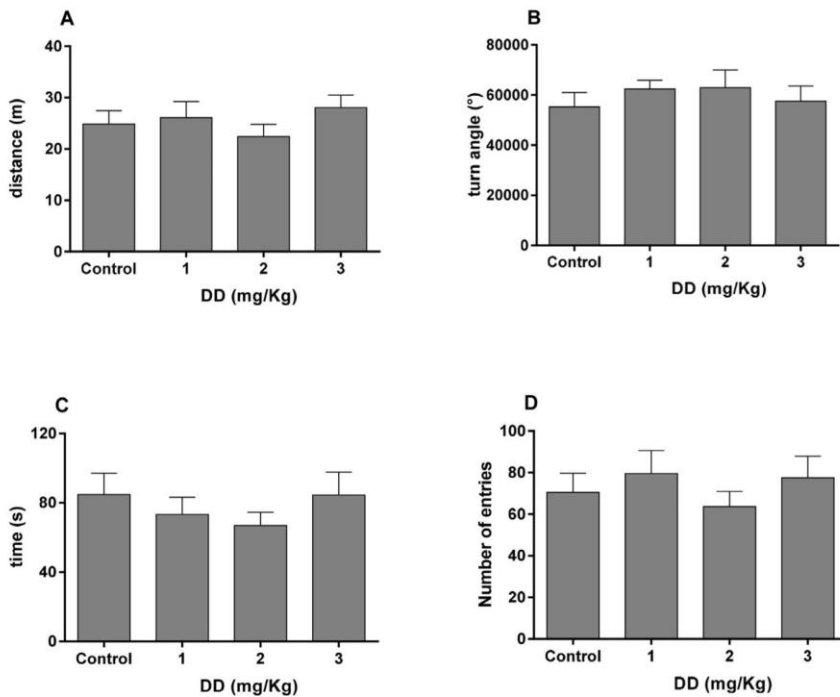 A
distance (m)
40
30
20
10
0
Control 1 2 3
DD (mg/Kg)
B
turn angle (°)
80000
60000
40000
20000
0
Control 1 2 3
DD (mg/Kg)
C
time (s)
120
80
40
0
Control 1 2 3
DD (mg/Kg)
D
Number of entries
100
80
60
40
20
0
Control 1 2 3
DD (mg/Kg)